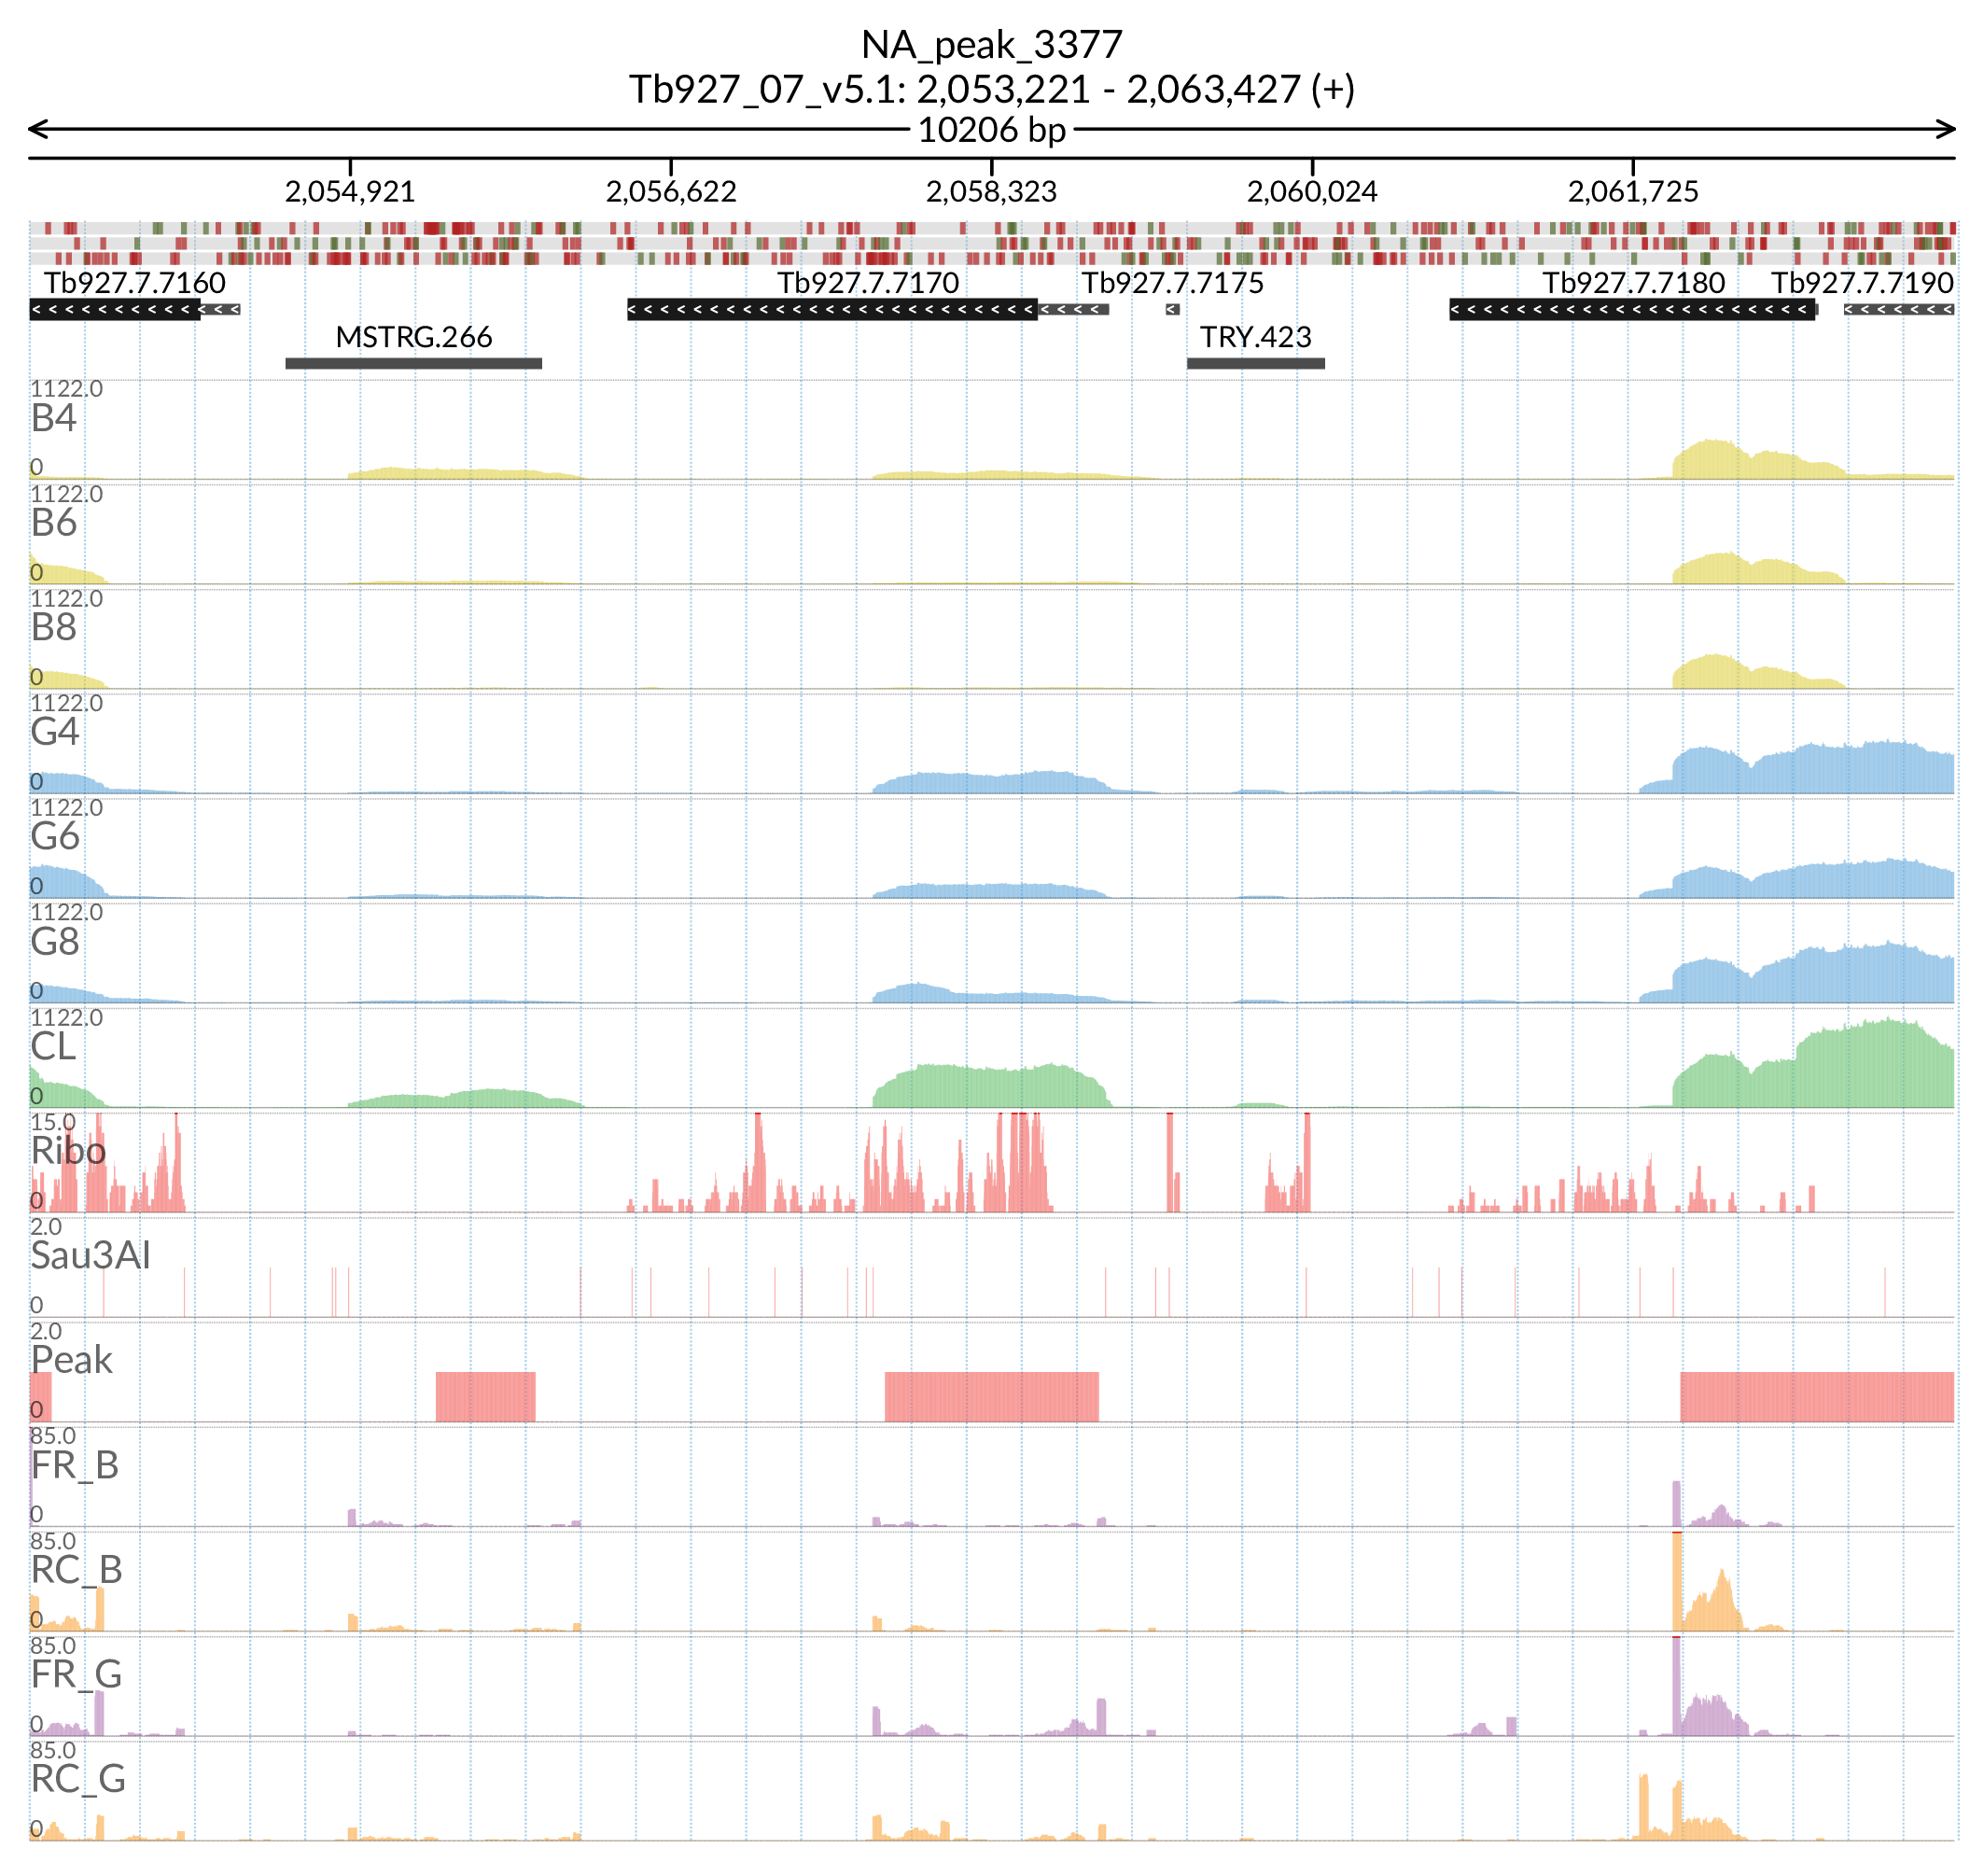 NA_peak_3377
Tb927_07_v5.1: 2,053,221 - 2,063,427 (+)
10206 bp
2,054,921 2,056,622 2,058,323 2,060,024 2,061,725
Tb927.7.7160 Tb927.7.7170 Tb927.7.7175 Tb927.7.7180 Tb927.7.7190
MSTRG.266 TRY.423
1122.0
B4
0
1122.0
B6
0
1122.0
B8
0
1122.0
G4
0
1122.0
G6
0
1122.0
G8
0
1122.0
CL
0
15.0
Ribo
0
2.0
Sau3AI
0
2.0
Peak
0
85.0
FR_B
0
85.0
RC_B
0
85.0
FR_G
0
85.0
RC_G
0